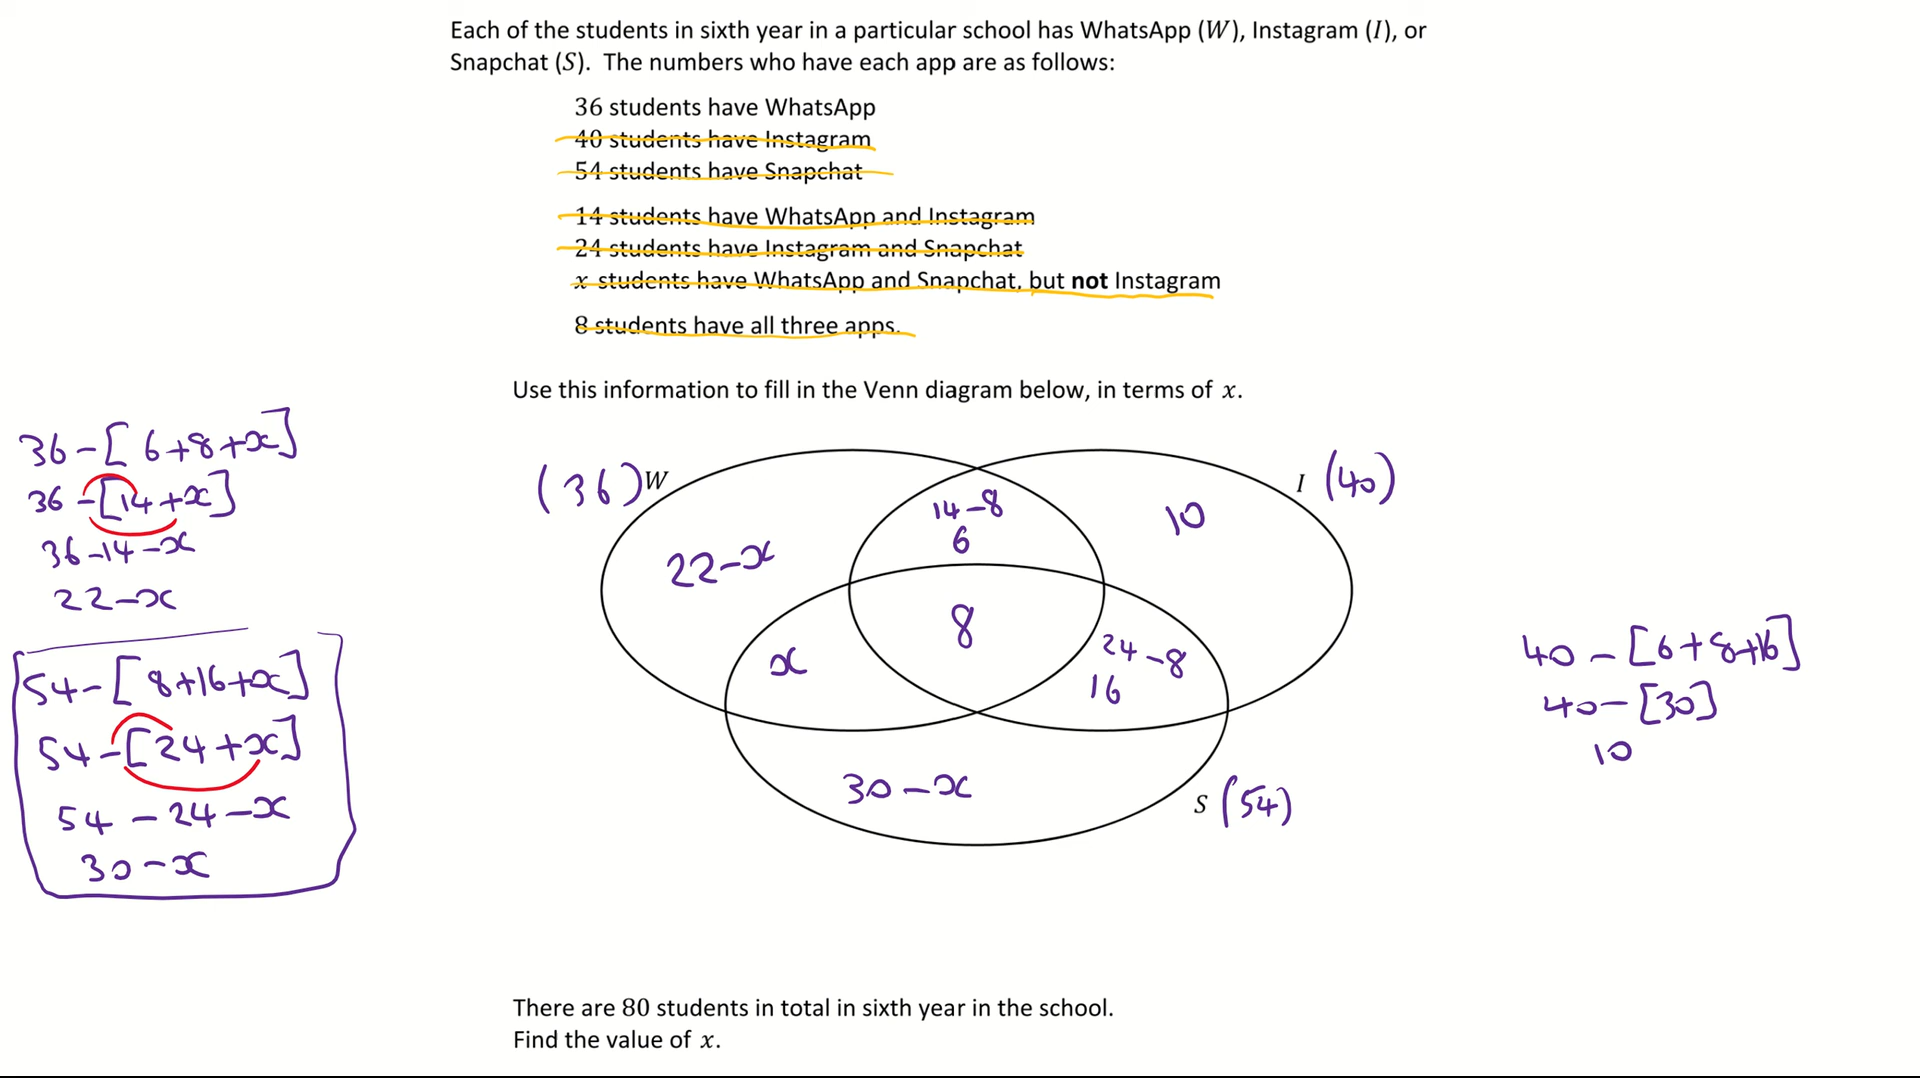 Each of the students in sixth year in a particular school has WhatsApp (W), Instagram (I), or
Snapchat (S).  The numbers who have each app are as follows:
36 students have WhatsApp
40 students have Instagram
54 students have Snapchat
14 students have WhatsApp and Instagram
24 students have Instagram and Snapchat
x students have WhatsApp and Snapchat, but not Instagram
8 students have all three apps.
Use this information to fill in the Venn diagram below, in terms of x.
36-[6+8+x]
36-[14+x]
36-14-x
22-x
54-[8+16+x]
54-[24+x]
54-24-x
30-x
(36) W
I (40)
14-8
6
10
22-x
8
x
24-8
16
30-x
S (54)
40-[6+8+16]
40-[30]
10
There are 80 students in total in sixth year in the school.
Find the value of x.